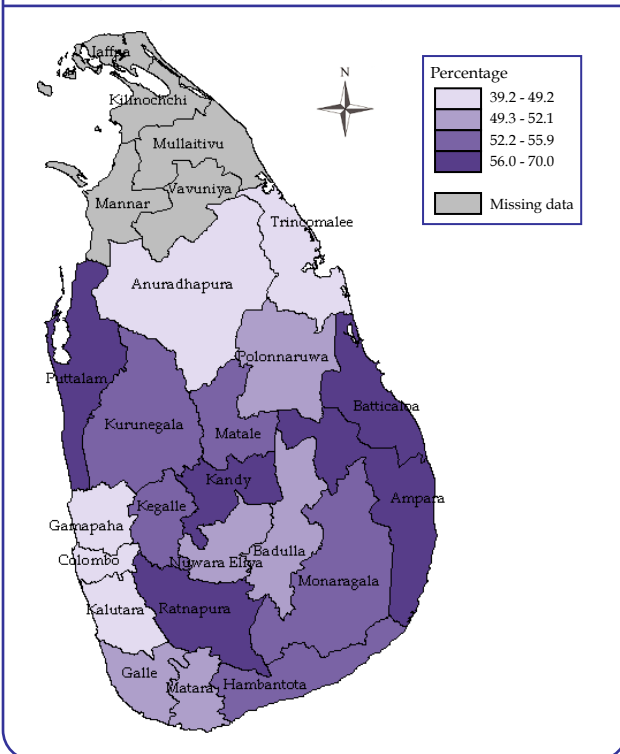 Jaffna
Kilinochchi
Mullaitivu
Vavuniya
Mannar
Trincomalee
Anuradhapura
Polonnaruwa
Puttalam
Batticaloa
Kurunegala
Matale
Kandy
Kegalle
Ampara
Gamapaha
Badulla
Colombo
Nuwara Eliya
Monaragala
Kalutara
Ratnapura
Galle
Matara
Hambantota
N
Percentage
39.2 - 49.2
49.3 - 52.1
52.2 - 55.9
56.0 - 70.0
Missing data